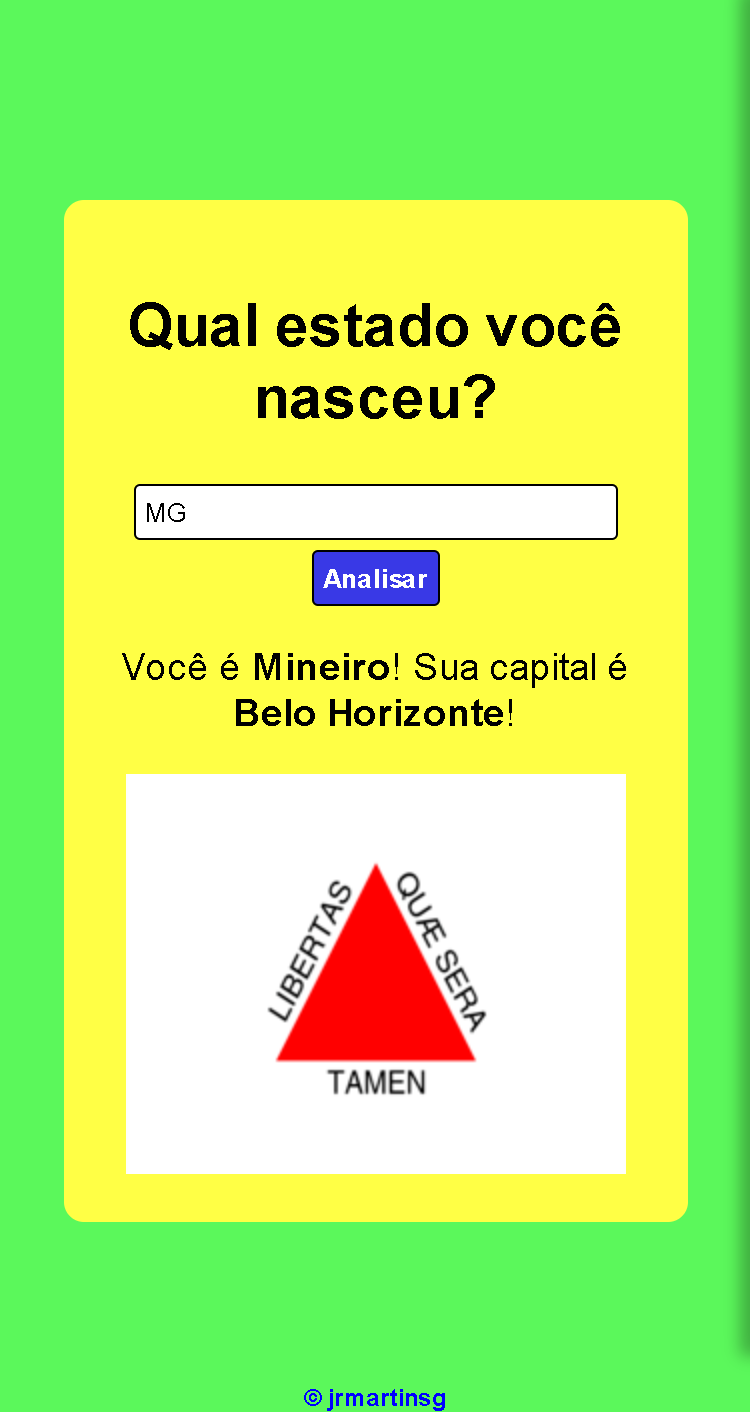 Qual estado você
nasceu?
MG
Analisar
Você é Mineiro! Sua capital é
Belo Horizonte!
LIBERTAS
QUÆ SERA
TAMEN
© jrmartinsg